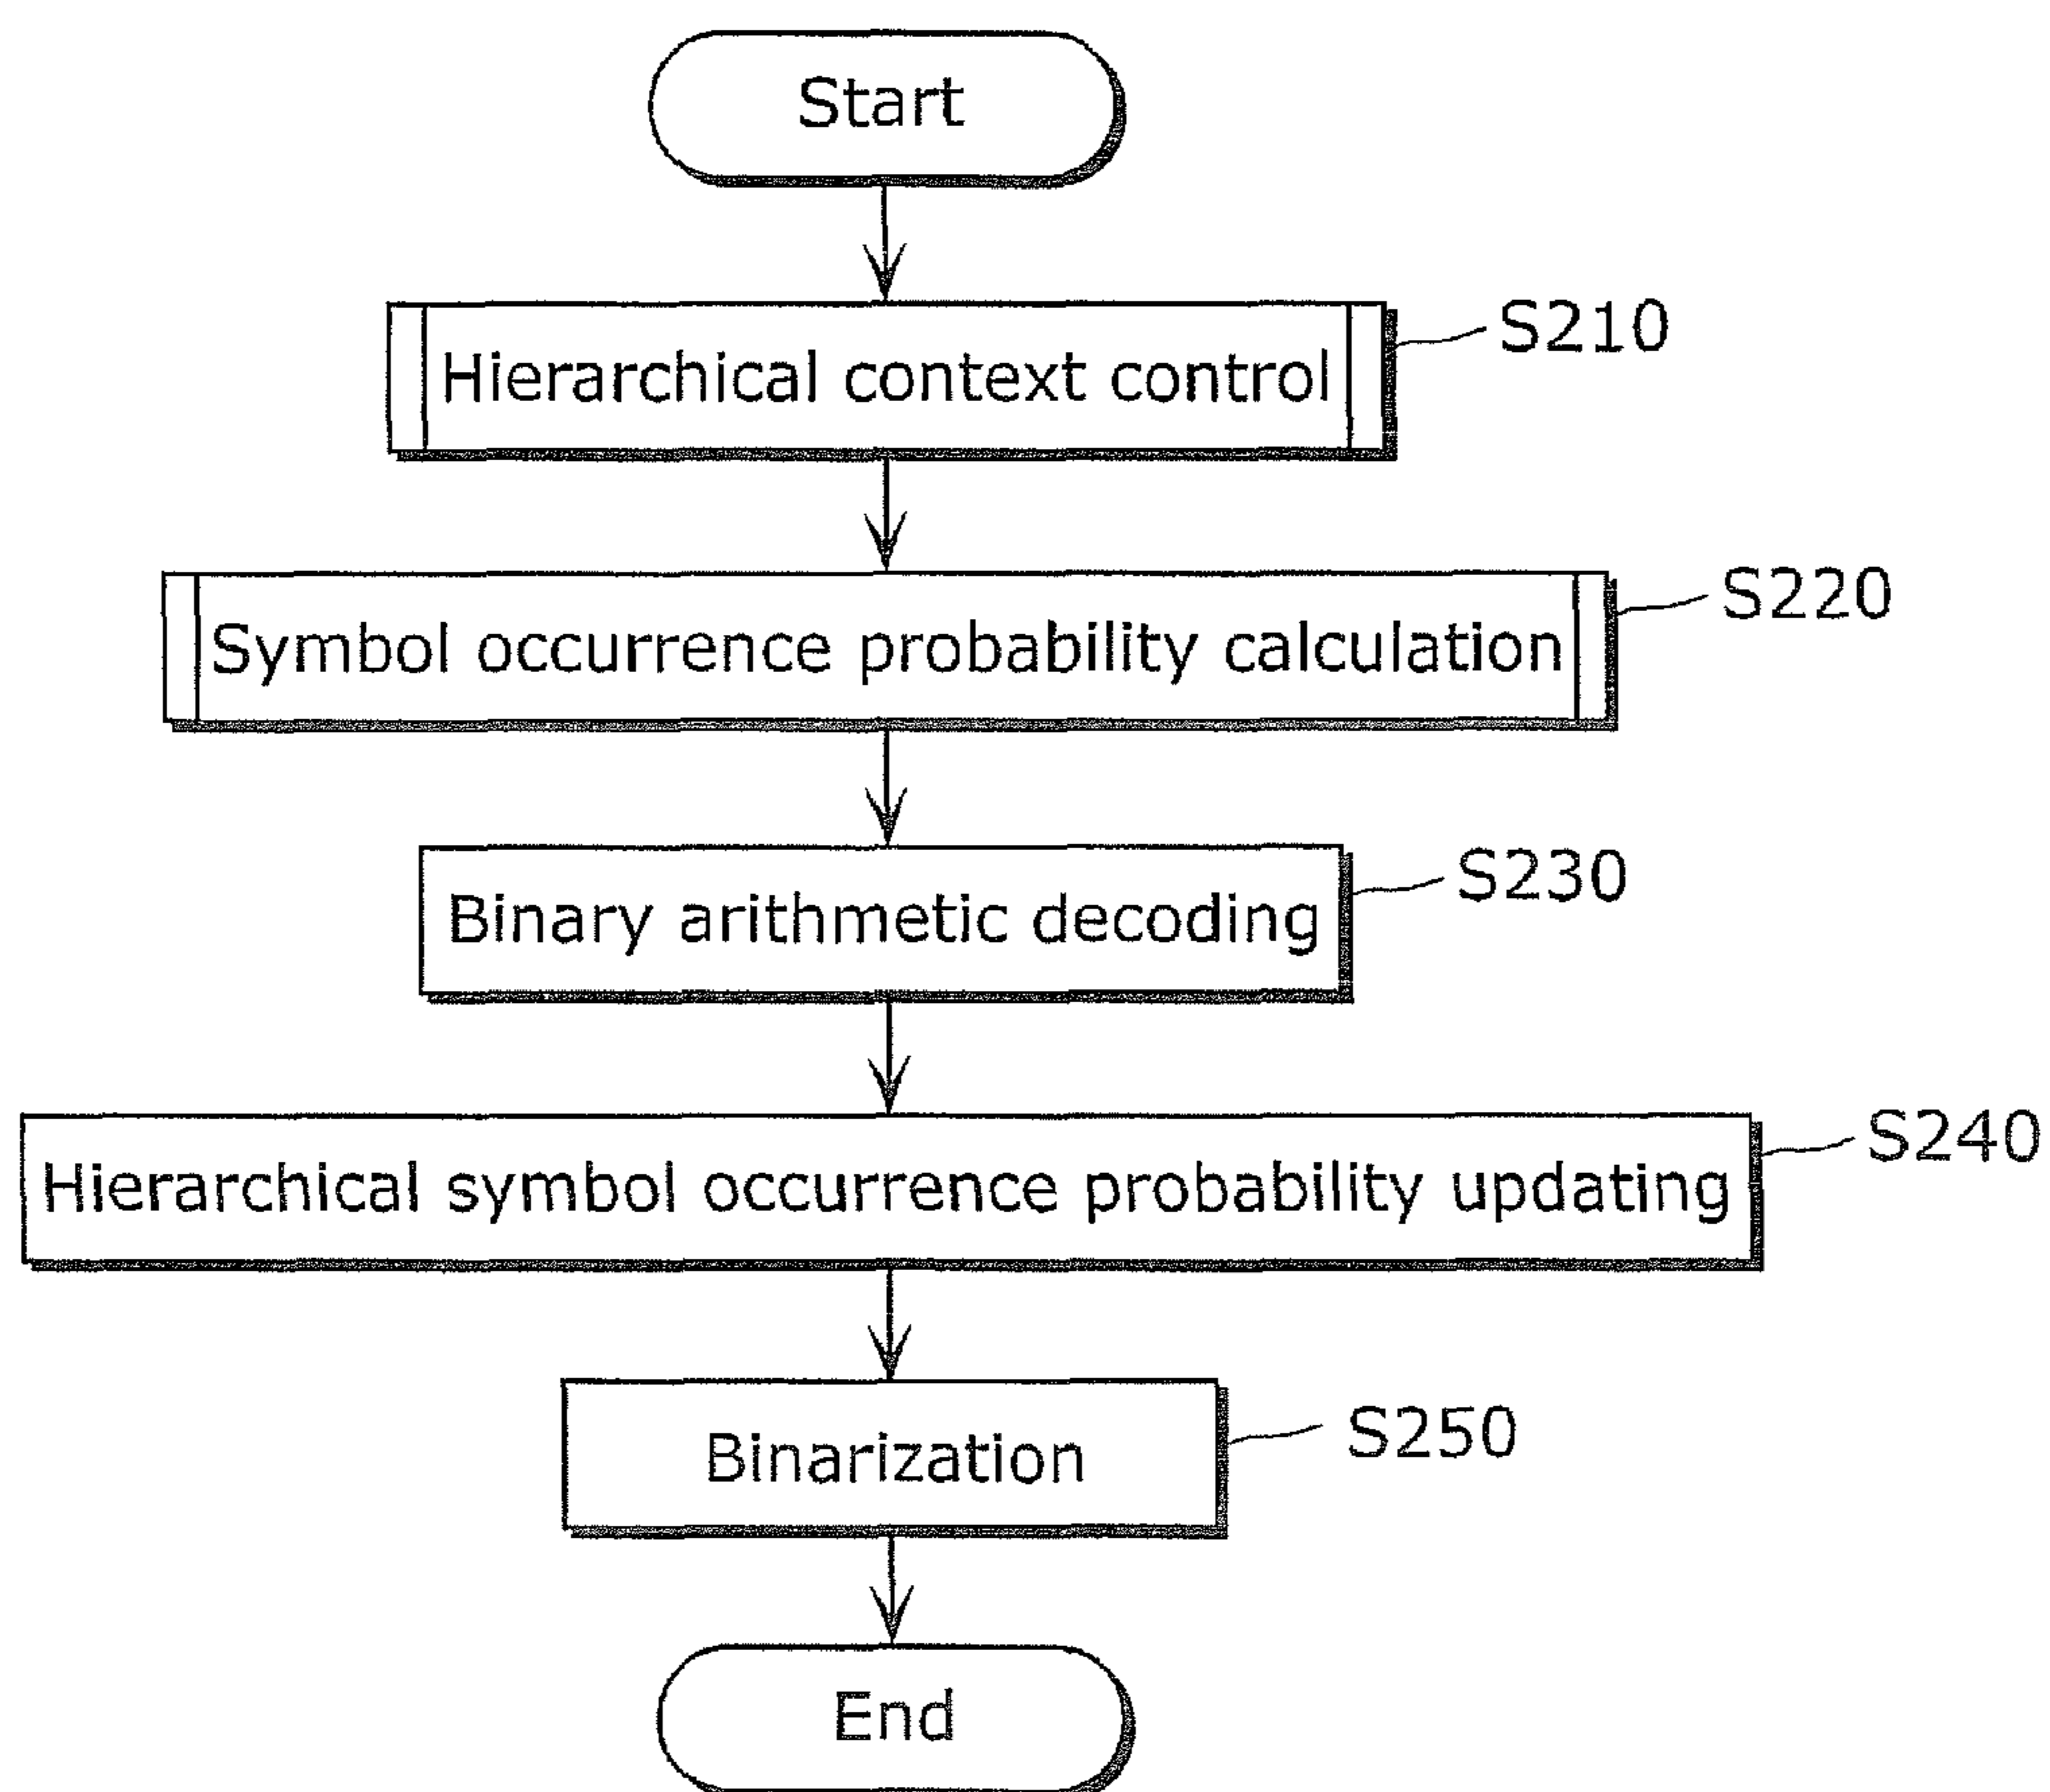 Start
Hierarchical context control
S210
Symbol occurrence probability calculation
S220
Binary arithmetic decoding
S230
Hierarchical symbol occurrence probability updating
S240
Binarization
S250
End